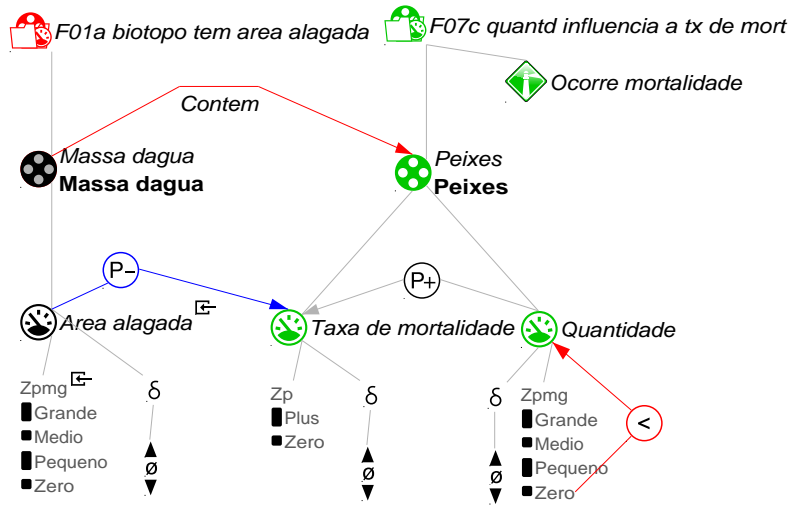 F01a biotopo tem area alagada
F07c quantd influencia a tx de mort
Ocorre mortalidade
Contem
Massa dagua
Massa dagua
Peixes
Peixes
P-
P+
Area alagada
Taxa de mortalidade
Quantidade
Zpmg
Grande
Medio
Pequeno
Zero
δ
ø
Zp
Plus
Zero
δ
ø
δ
ø
Zpmg
Grande
Medio
Pequeno
Zero
<